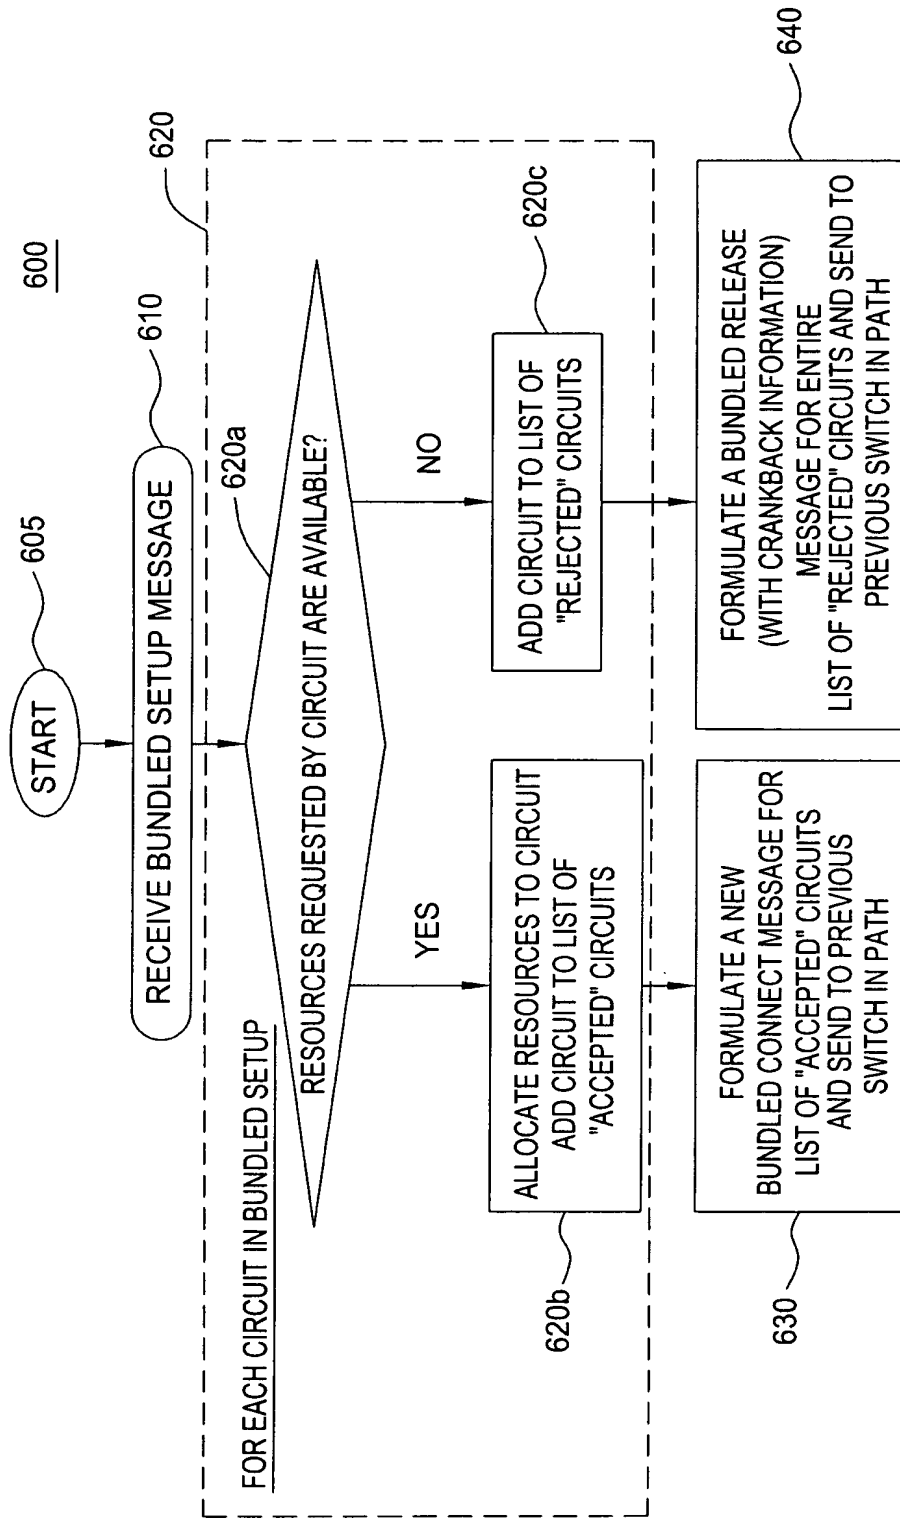 600
START
605
RECEIVE BUNDLED SETUP MESSAGE
610
620
FOR EACH CIRCUIT IN BUNDLED SETUP
620a
RESOURCES REQUESTED BY CIRCUIT ARE AVAILABLE?
YES
NO
ALLOCATE RESOURCES TO CIRCUIT
ADD CIRCUIT TO LIST OF
"ACCEPTED" CIRCUITS
620b
ADD CIRCUIT TO LIST OF
"REJECTED" CIRCUITS
620c
FORMULATE A NEW
BUNDLED CONNECT MESSAGE FOR
LIST OF "ACCEPTED" CIRCUITS
AND SEND TO PREVIOUS
SWITCH IN PATH
630
FORMULATE A BUNDLED RELEASE
(WITH CRANKBACK INFORMATION)
MESSAGE FOR ENTIRE
LIST OF "REJECTED" CIRCUITS AND SEND TO
PREVIOUS SWITCH IN PATH
640